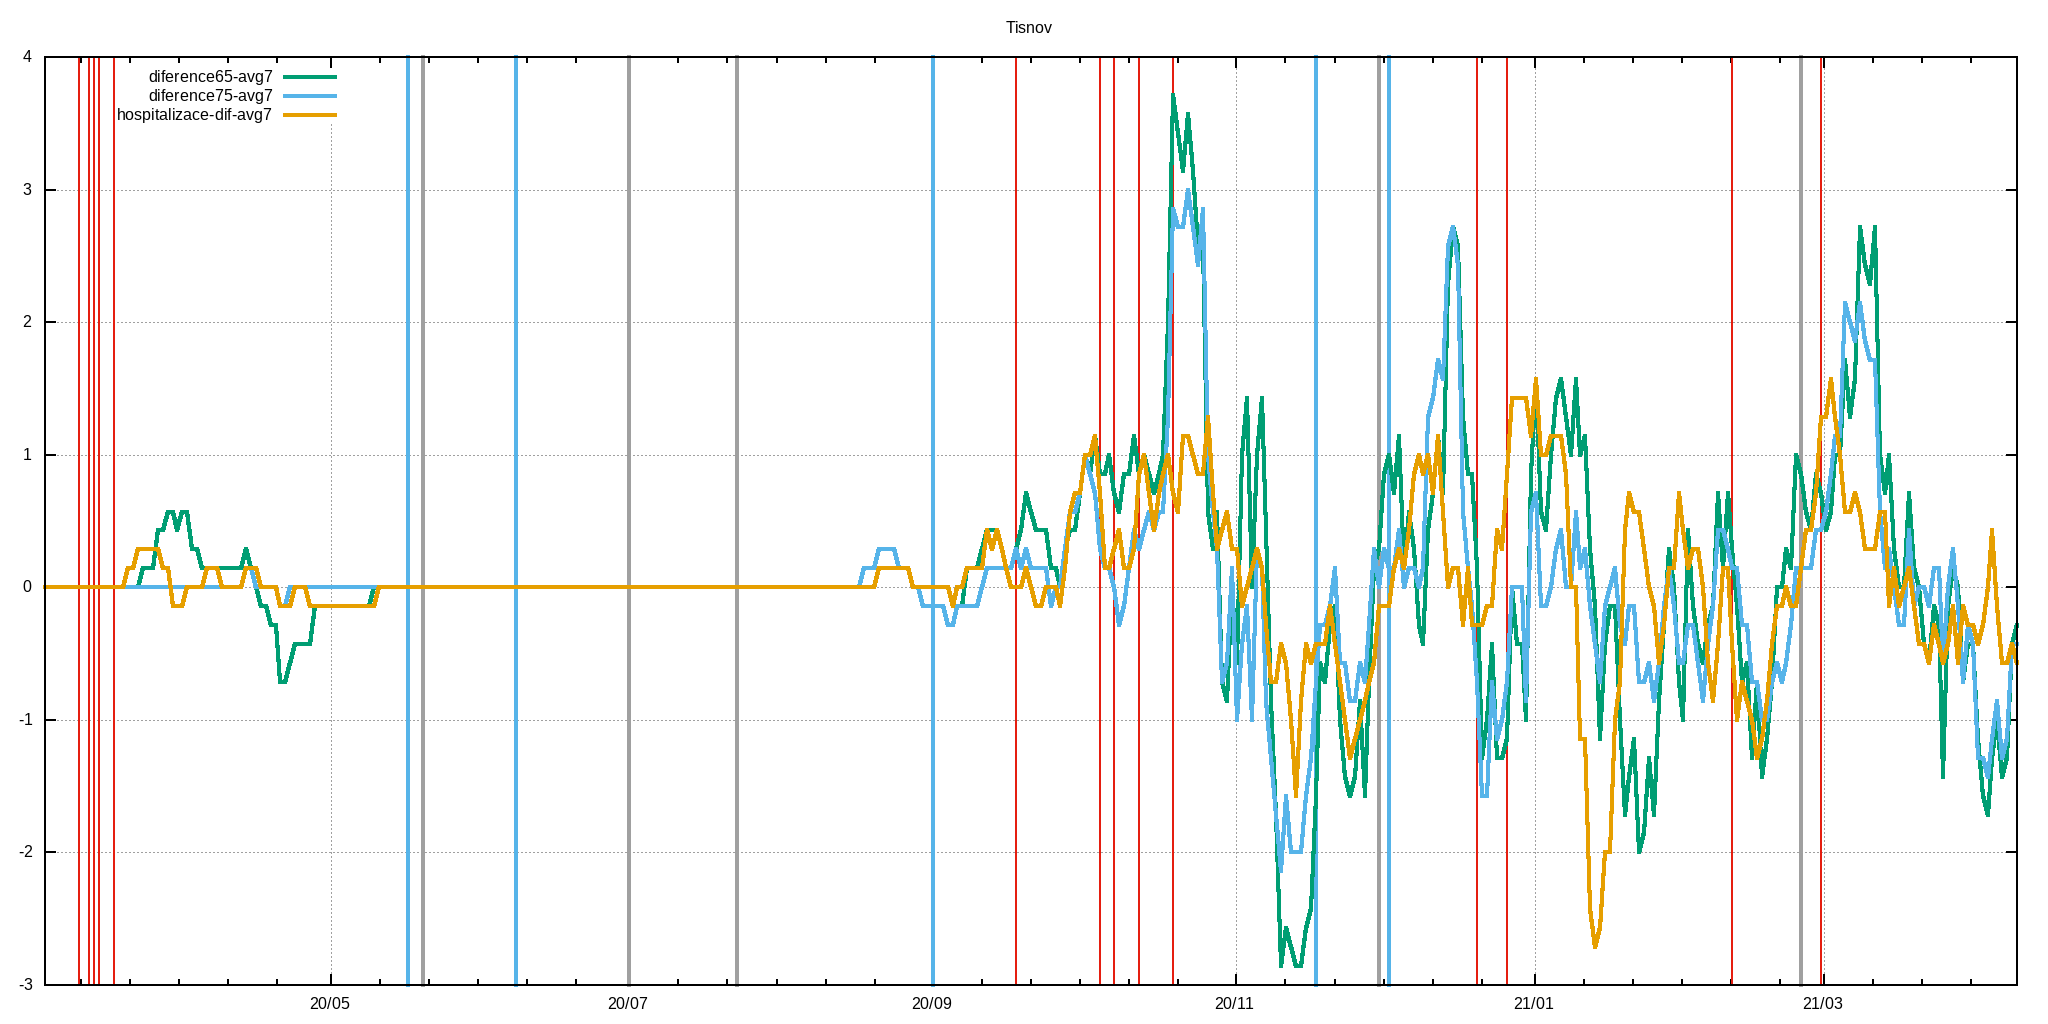 Tisnov
4
diference65-avg7
diference75-avg7
hospitalizace-dif-avg7
3
2
1
0
-1
-2
-3
20/05 20/07 20/09 20/11 21/01 21/03